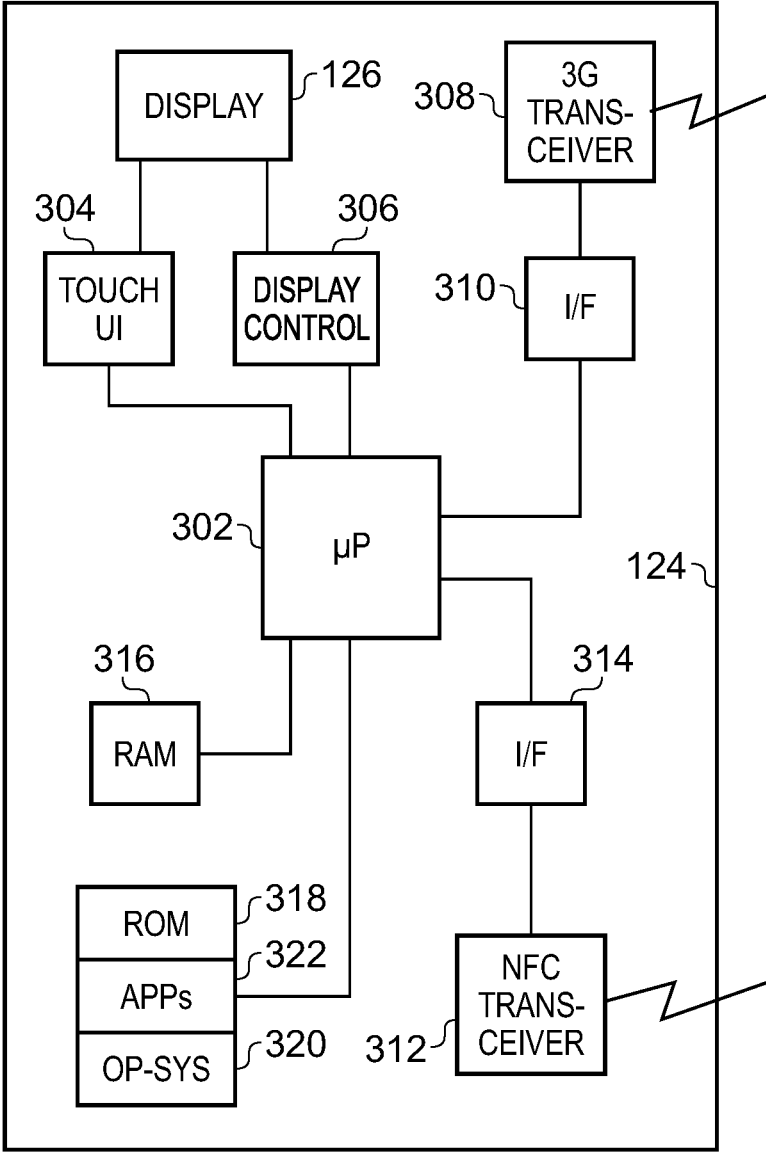 126
DISPLAY
308
3G
TRANS-
CEIVER
304
306
TOUCH
UI
DISPLAY
CONTROL
310
I/F
302
µP
124
316
314
RAM
I/F
ROM
318
322
APPs
OP-SYS
320
NFC
TRANS-
CEIVER
312